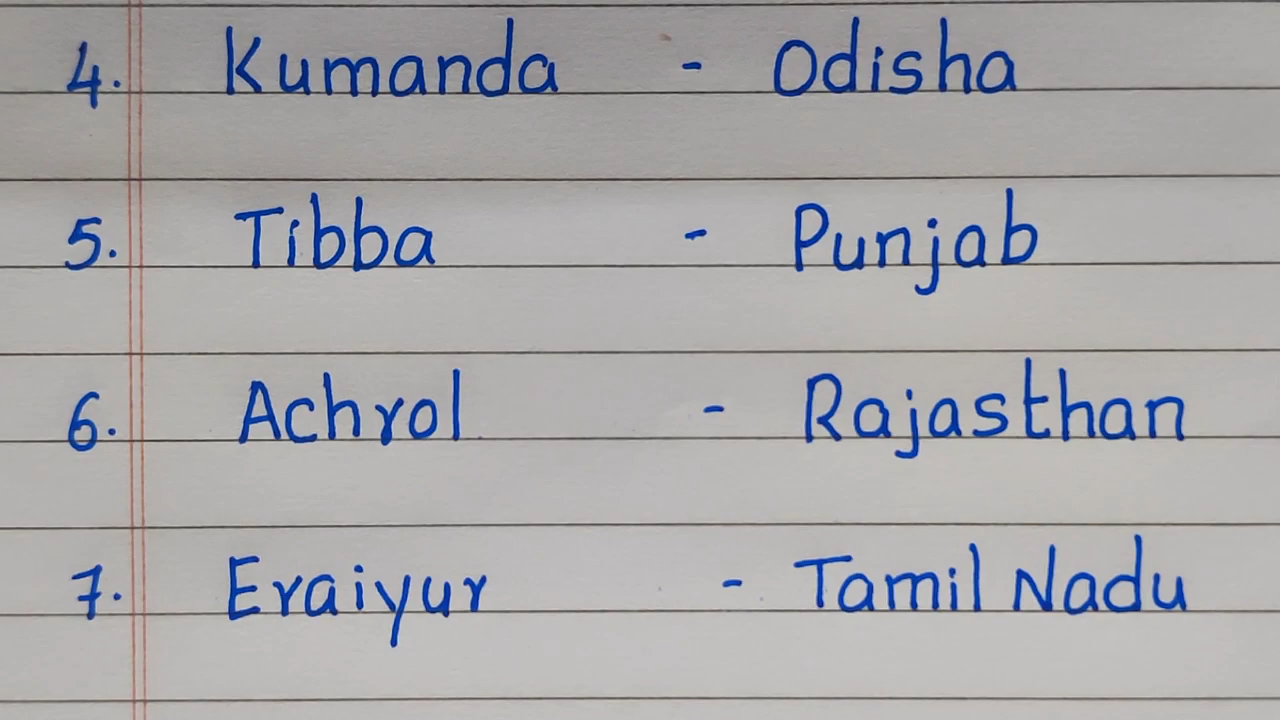 4. Kumanda - Odisha
5. Tibba - Punjab
6. Achrol - Rajasthan
7. Eraiyur - Tamil Nadu